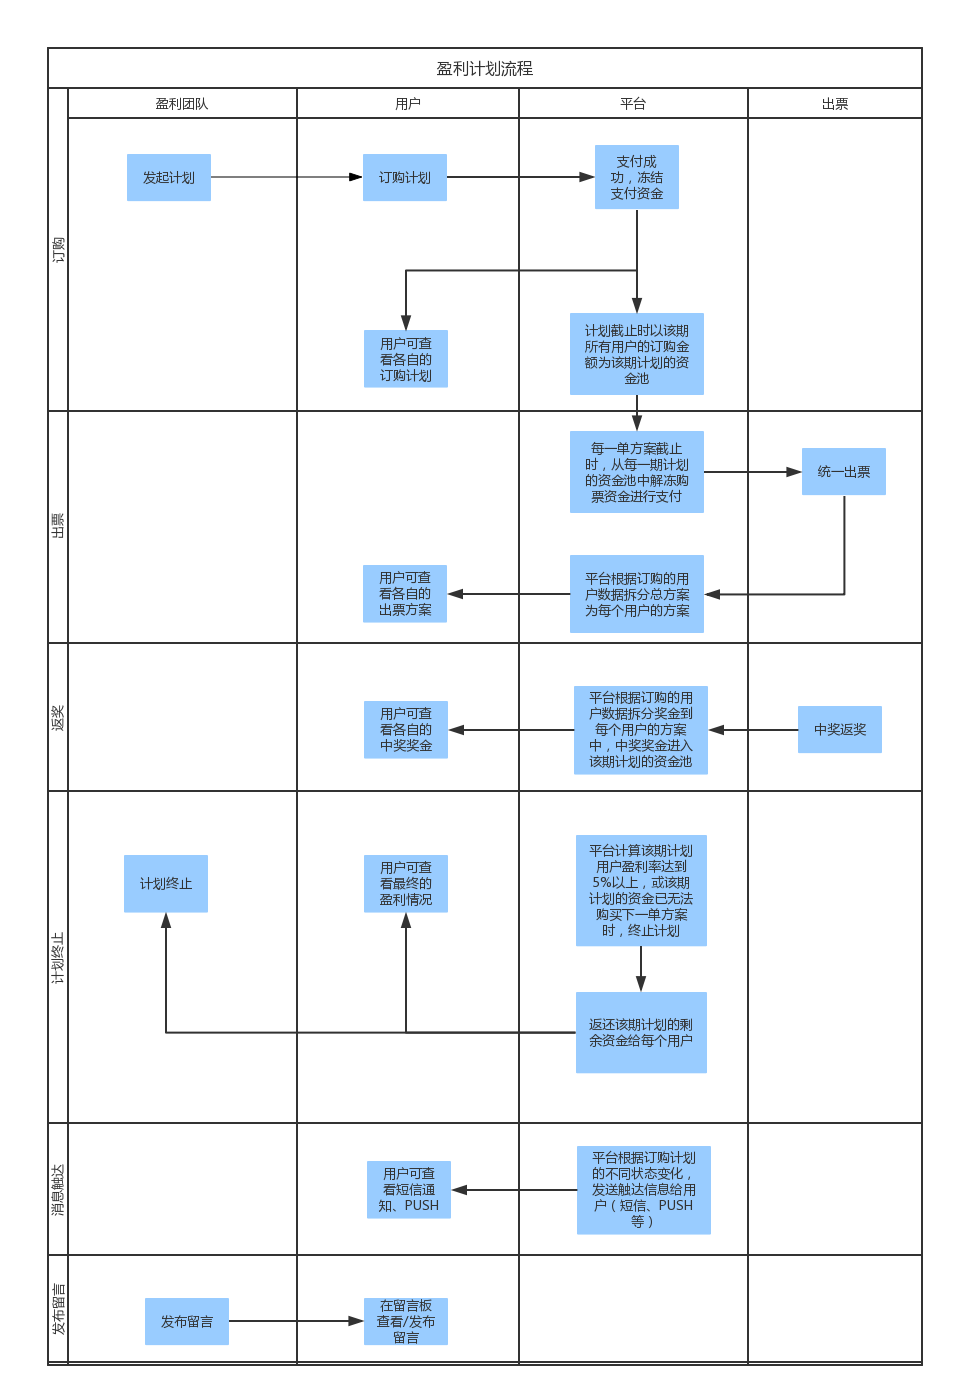 盈利计划流程
盈利团队
用户
平台
出票
订购
发起计划
订购计划
支付成
功，冻结
支付资金
用户可查
看各自的
订购计划
计划截止时以该期
所有用户的订购金
额为该期计划的资
金池
出票
每一单方案截止
时，从每一期计划
的资金池中解冻购
票资金进行支付
统一出票
用户可查
看各自的
出票方案
平台根据订购的用
户数据拆分总方案
为每个用户的方案
返奖
用户可查
看各自的
中奖奖金
平台根据订购的用
户数据拆分奖金到
每个用户的方案
中，中奖奖金进入
该期计划的资金池
中奖返奖
计划终止
计划终止
用户可查
看最终的
盈利情况
平台计算该期计划
用户盈利率达到
5%以上，或该期
计划的资金已无法
购买下一单方案
时，终止计划
返还该期计划的剩
余资金给每个用户
消息触达
用户可查
看短信通
知、PUSH
平台根据订购计划
的不同状态变化，
发送触达信息给用
户（短信、PUSH
等）
发布留言
发布留言
在留言板
查看/发布
留言